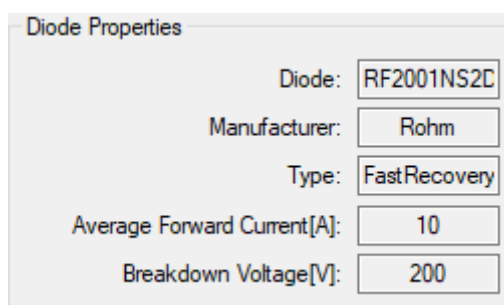 Diode Properties
Diode: RF2001NS2D
Manufacturer: Rohm
Type: FastRecovery
Average Forward Current[A]: 10
Breakdown Voltage[V]: 200